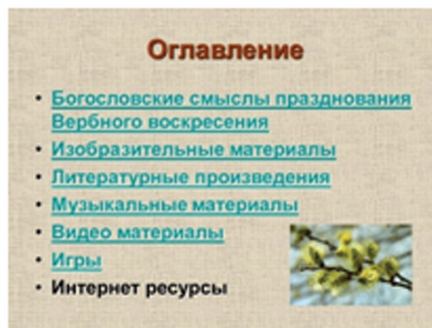 Оглавление
• Богословские смыслы празднования
Вербного воскресения
• Изобразительные материалы
• Литературные произведения
• Музыкальные материалы
• Видео материалы
• Игры
• Интернет ресурсы